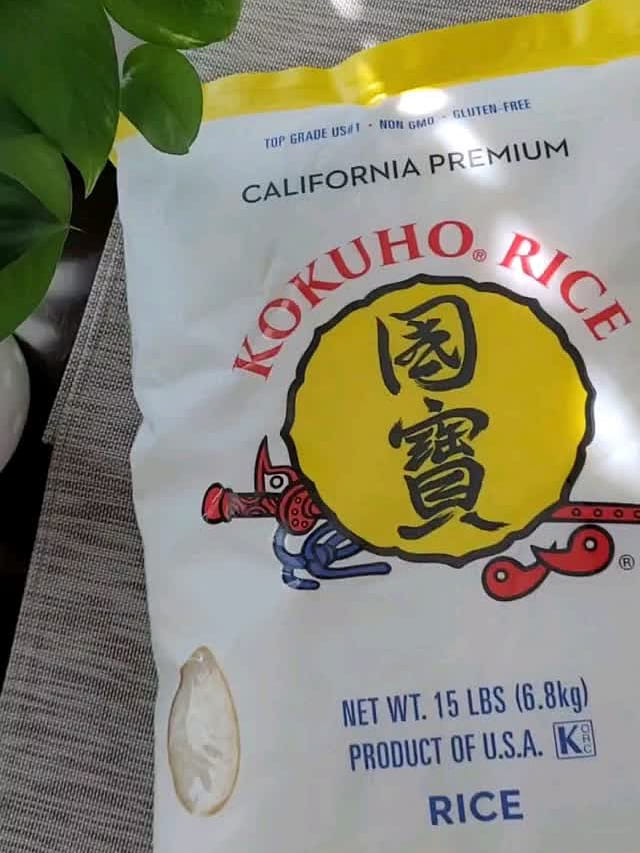 TOP GRADE US#1 · NON GMO · GLUTEN-FREE
CALIFORNIA PREMIUM
KOKUHO® RICE
國
寶
®
NET WT. 15 LBS (6.8kg)
PRODUCT OF U.S.A. K ORC
RICE